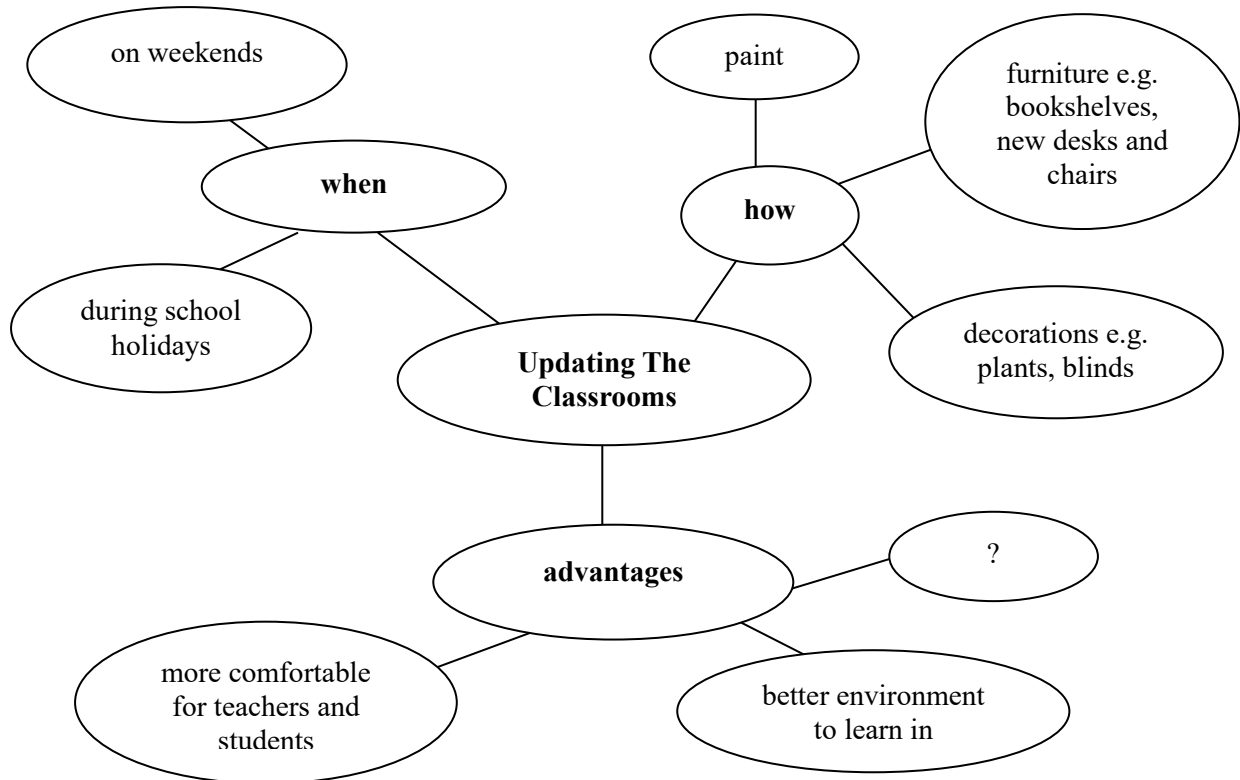 on weekends
paint
furniture e.g.
bookshelves,
new desks and
chairs
when
how
during school
holidays
decorations e.g.
plants, blinds
Updating The
Classrooms
advantages
?
more comfortable
for teachers and
students
better environment
to learn in